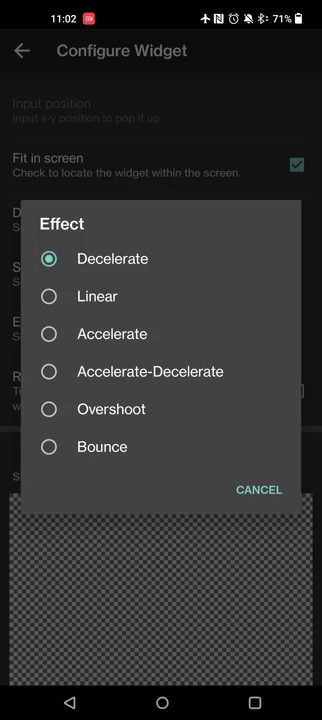 11:02
71%
Configure Widget
Input position
Input x-y position to pop it up.
Fit in screen
Check to locate the widget within the screen.
Effect
Decelerate
Linear
Accelerate
Accelerate-Decelerate
Overshoot
Bounce
CANCEL